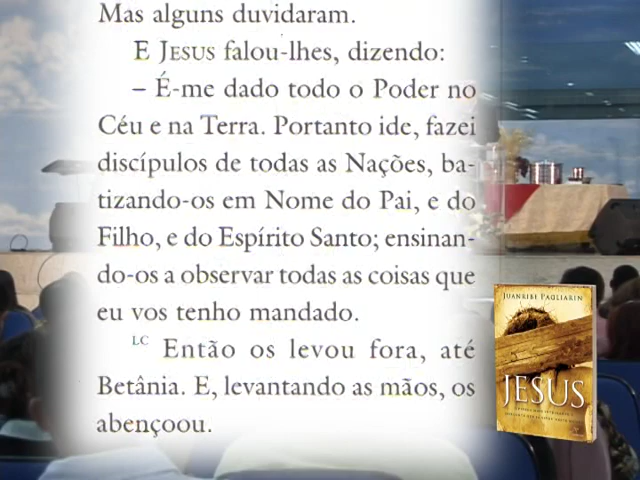 Mas alguns duvidaram.
E JESUS falou-lhes, dizendo:
– É-me dado todo o Poder no
Céu e na Terra. Portanto ide, fazei
discípulos de todas as Nações, ba-
tizando-os em Nome do Pai, e do
Filho, e do Espírito Santo; ensinan-
do-os a observar todas as coisas que
eu vos tenho mandado.
LC Então os levou fora, até
Betânia. E, levantando as mãos, os
abençoou.
JUANRIBE PAGLIARIN
JESUS